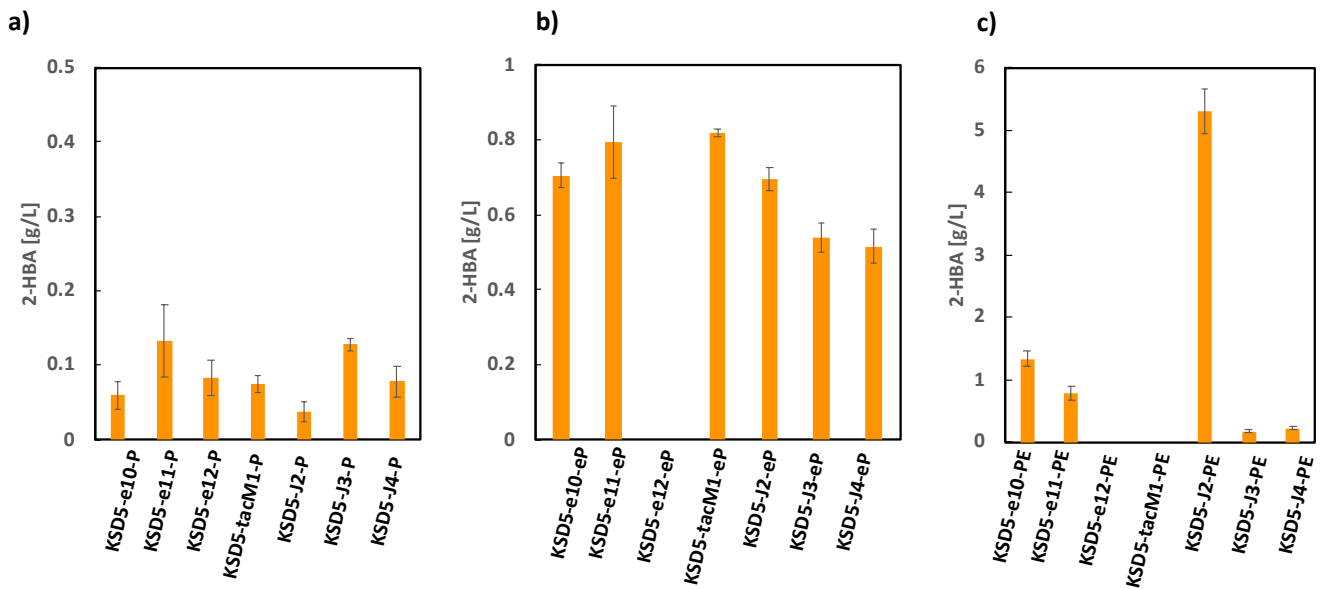 a)
2-HBA [g/L]
0.5
0.4
0.3
0.2
0.1
0
KSD5-e10-P
KSD5-e11-P
KSD5-e12-P
KSD5-tacM1-P
KSD5-J2-P
KSD5-J3-P
KSD5-J4-P
b)
2-HBA [g/L]
1
0.8
0.6
0.4
0.2
0
KSD5-e10-eP
KSD5-e11-eP
KSD5-e12-eP
KSD5-tacM1-eP
KSD5-J2-eP
KSD5-J3-eP
KSD5-J4-eP
c)
2-HBA [g/L]
6
5
4
3
2
1
0
KSD5-e10-PE
KSD5-e11-PE
KSD5-e12-PE
KSD5-tacM1-PE
KSD5-J2-PE
KSD5-J3-PE
KSD5-J4-PE